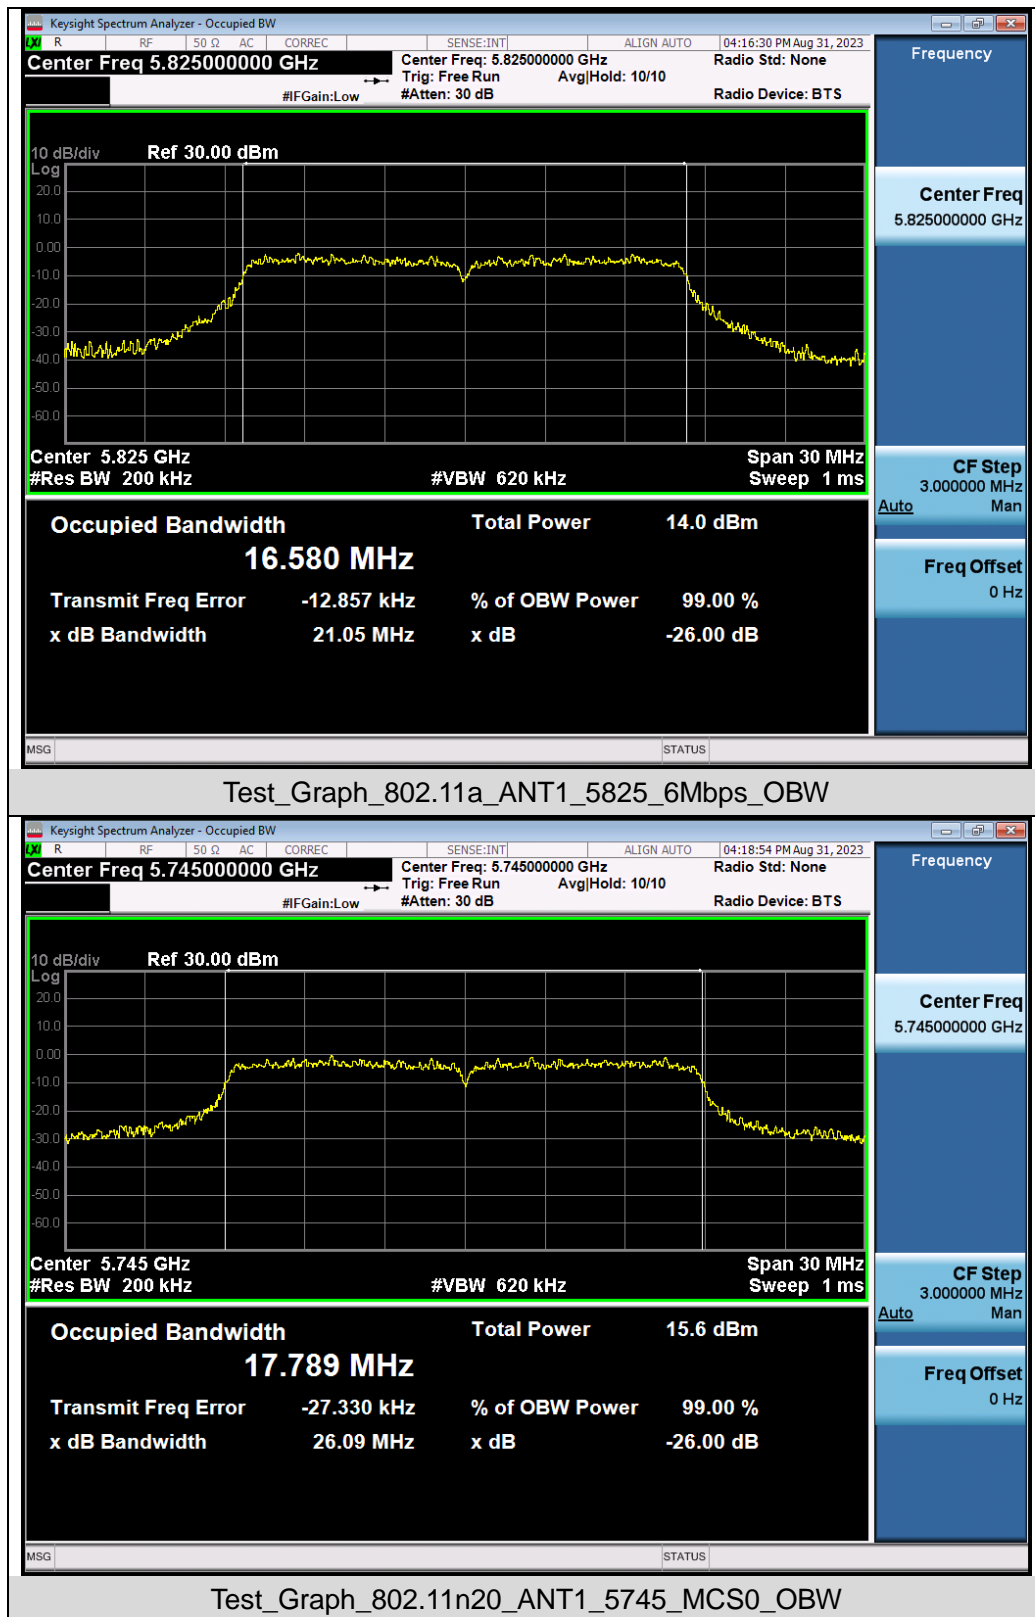 Keysight Spectrum Analyzer - Occupied BW
LXI R RF 50 Ω AC CORREC SENSE:INT ALIGN AUTO 04:16:30 PM Aug 31, 2023
Center Freq 5.825000000 GHz
Center Freq: 5.825000000 GHz
Radio Std: None
Trig: Free Run Avg|Hold: 10/10
#IFGain:Low
#Atten: 30 dB
Radio Device: BTS
Frequency
10 dB/div Ref 30.00 dBm
Log
20.0
10.0
0.00
-10.0
-20.0
-30.0
-40.0
-50.0
-60.0
Center Freq
5.825000000 GHz
Center 5.825 GHz Span 30 MHz
#Res BW 200 kHz #VBW 620 kHz Sweep 1 ms
CF Step
3.000000 MHz
Auto Man
Freq Offset
0 Hz
Occupied Bandwidth Total Power 14.0 dBm
16.580 MHz
Transmit Freq Error -12.857 kHz % of OBW Power 99.00 %
x dB Bandwidth 21.05 MHz x dB -26.00 dB
MSG STATUS
Test_Graph_802.11a_ANT1_5825_6Mbps_OBW
Keysight Spectrum Analyzer - Occupied BW
LXI R RF 50 Ω AC CORREC SENSE:INT ALIGN AUTO 04:18:54 PM Aug 31, 2023
Center Freq 5.745000000 GHz
Center Freq: 5.745000000 GHz
Radio Std: None
Trig: Free Run Avg|Hold: 10/10
#IFGain:Low
#Atten: 30 dB
Radio Device: BTS
Frequency
10 dB/div Ref 30.00 dBm
Log
20.0
10.0
0.00
-10.0
-20.0
-30.0
-40.0
-50.0
-60.0
Center Freq
5.745000000 GHz
Center 5.745 GHz Span 30 MHz
#Res BW 200 kHz #VBW 620 kHz Sweep 1 ms
CF Step
3.000000 MHz
Auto Man
Freq Offset
0 Hz
Occupied Bandwidth Total Power 15.6 dBm
17.789 MHz
Transmit Freq Error -27.330 kHz % of OBW Power 99.00 %
x dB Bandwidth 26.09 MHz x dB -26.00 dB
MSG STATUS
Test_Graph_802.11n20_ANT1_5745_MCS0_OBW